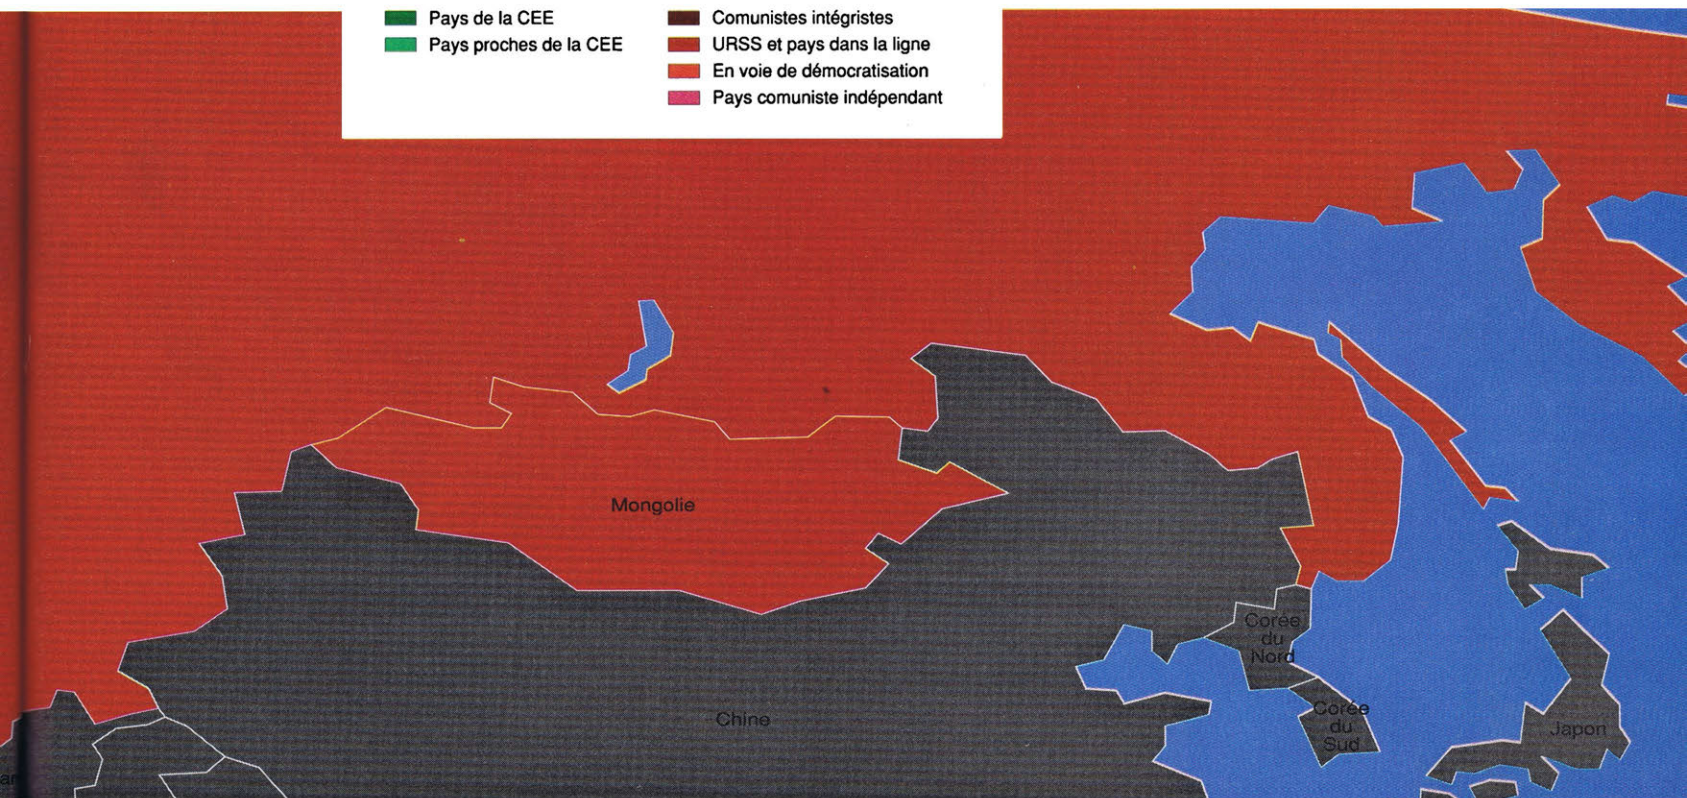 Pays de la CEE
Pays proches de la CEE
Comunistes intégristes
URSS et pays dans la ligne
En voie de démocratisation
Pays comuniste indépendant
Mongolie
Chine
Corée
du
Nord
Corée
du
Sud
Japon